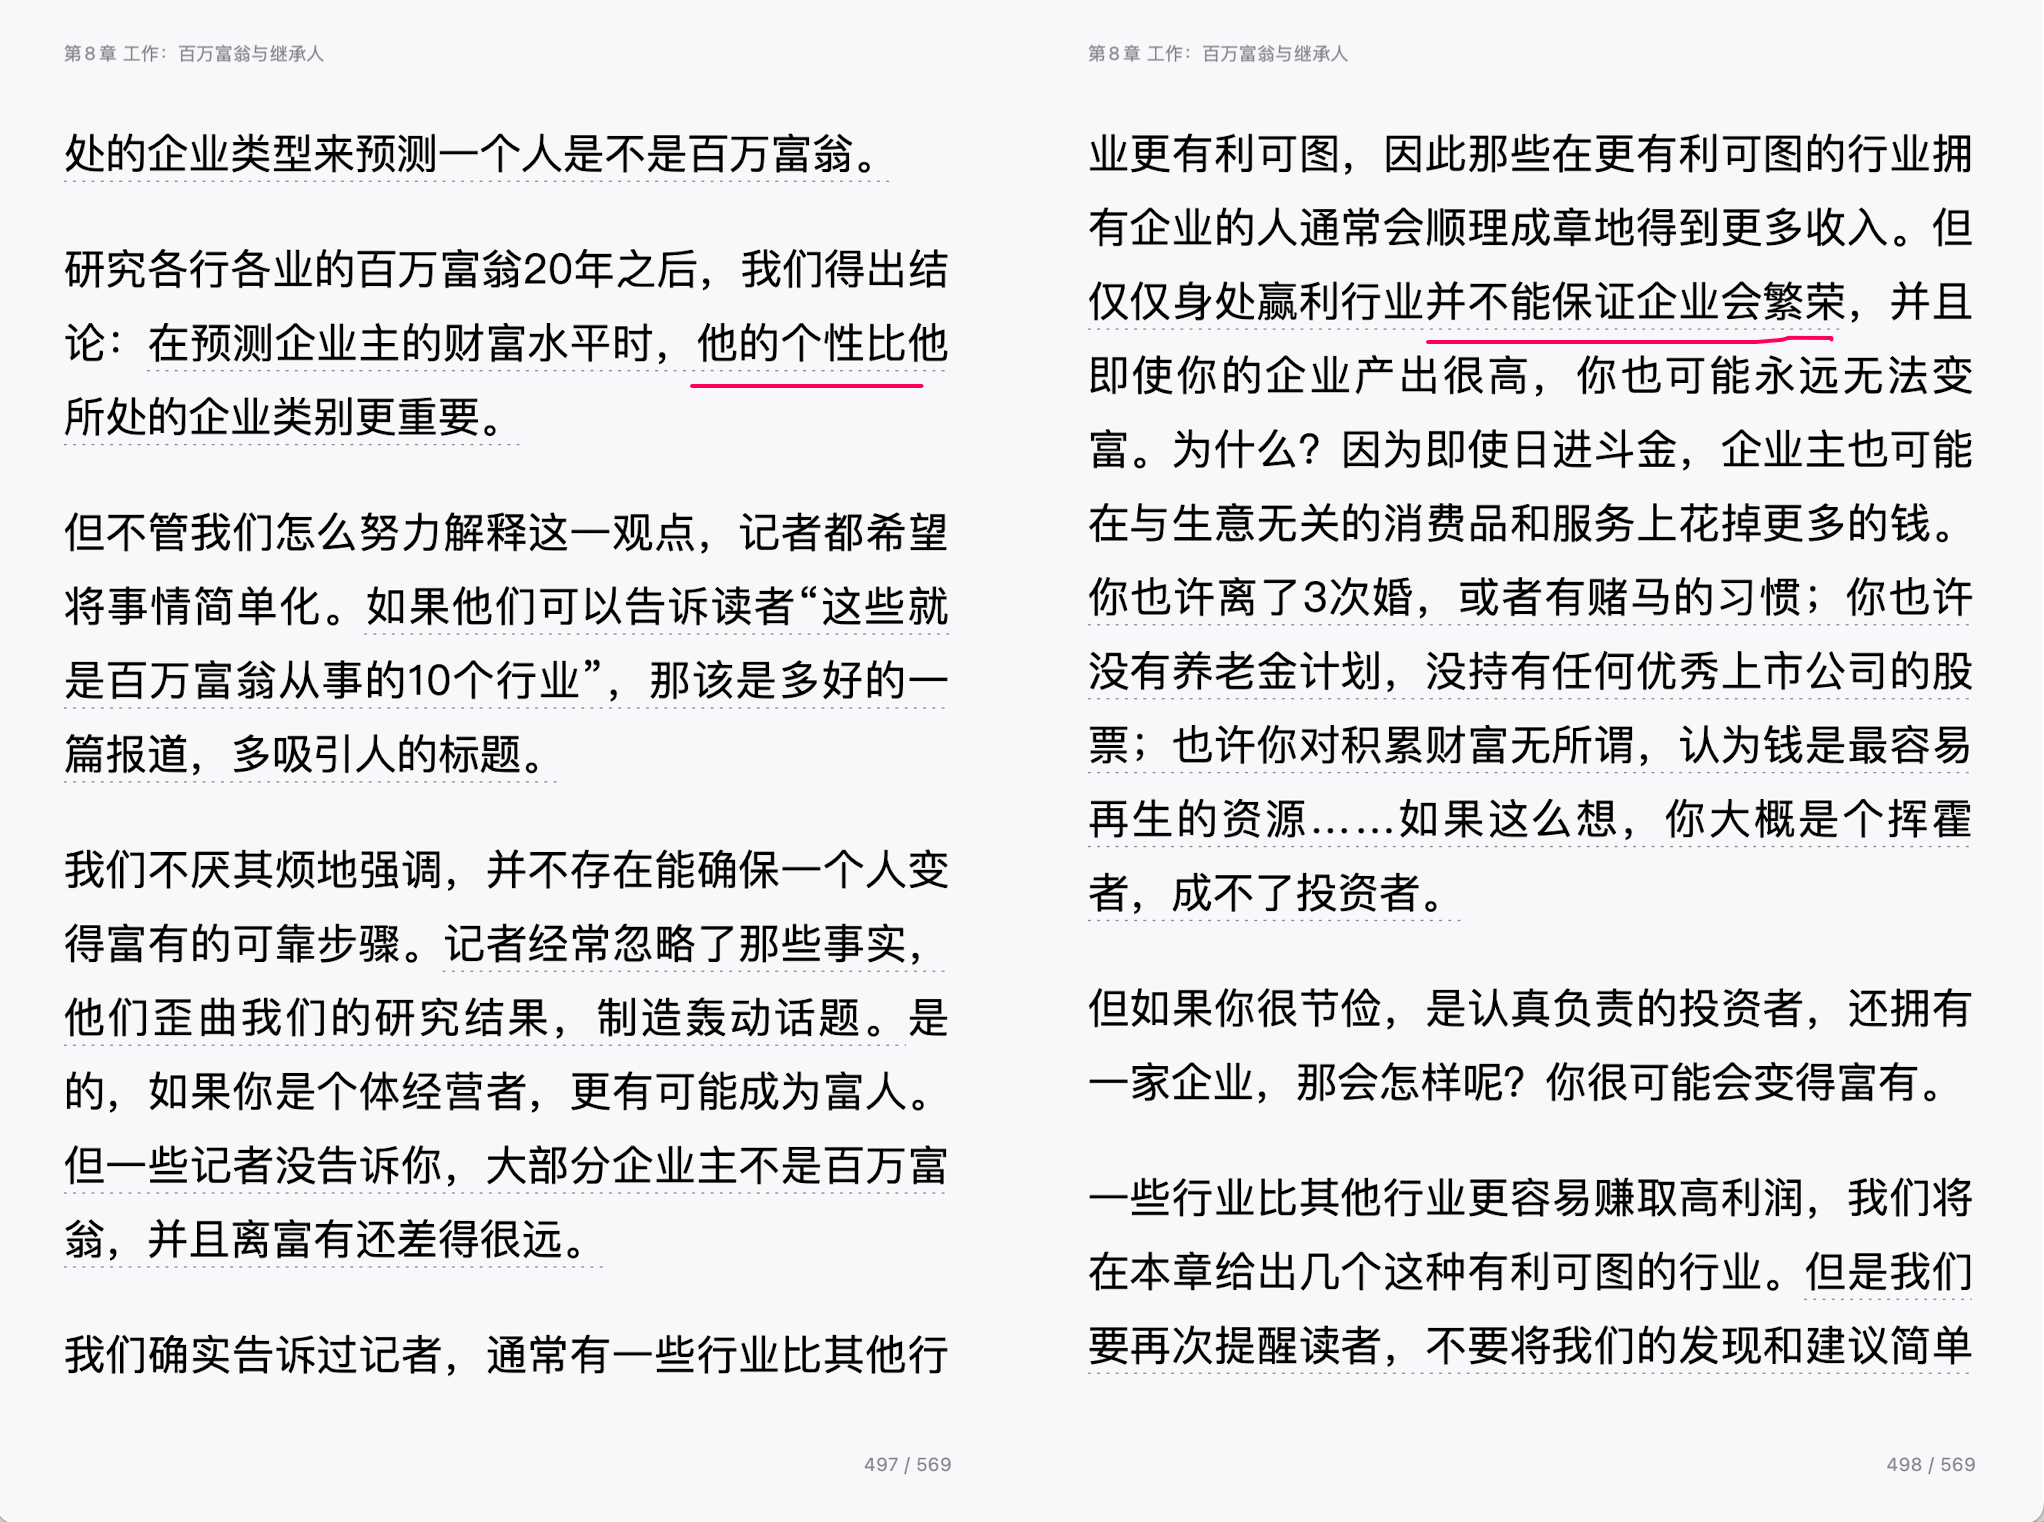 第8章 工作：百万富翁与继承人
处的企业类型来预测一个人是不是百万富翁。
研究各行各业的百万富翁20年之后，我们得出结
论：在预测企业主的财富水平时，他的个性比他
所处的企业类别更重要。
但不管我们怎么努力解释这一观点，记者都希望
将事情简单化。如果他们可以告诉读者“这些就
是百万富翁从事的10个行业”，那该是多好的一
篇报道，多吸引人的标题。
我们不厌其烦地强调，并不存在能确保一个人变
得富有的可靠步骤。记者经常忽略了那些事实，
他们歪曲我们的研究结果，制造轰动话题。是
的，如果你是个体经营者，更有可能成为富人。
但一些记者没告诉你，大部分企业主不是百万富
翁，并且离富有还差得很远。
我们确实告诉过记者，通常有一些行业比其他行
497 / 569
第8章 工作：百万富翁与继承人
业更有利可图，因此那些在更有利可图的行业拥
有企业的人通常会顺理成章地得到更多收入。但
仅仅身处赢利行业并不能保证企业会繁荣，并且
即使你的企业产出很高，你也可能永远无法变
富。为什么？因为即使日进斗金，企业主也可能
在与生意无关的消费品和服务上花掉更多的钱。
你也许离了3次婚，或者有赌马的习惯；你也许
没有养老金计划，没持有任何优秀上市公司的股
票；也许你对积累财富无所谓，认为钱是最容易
再生的资源……如果这么想，你大概是个挥霍
者，成不了投资者。
但如果你很节俭，是认真负责的投资者，还拥有
一家企业，那会怎样呢？你很可能会变得富有。
一些行业比其他行业更容易赚取高利润，我们将
在本章给出几个这种有利可图的行业。但是我们
要再次提醒读者，不要将我们的发现和建议简单
498 / 569